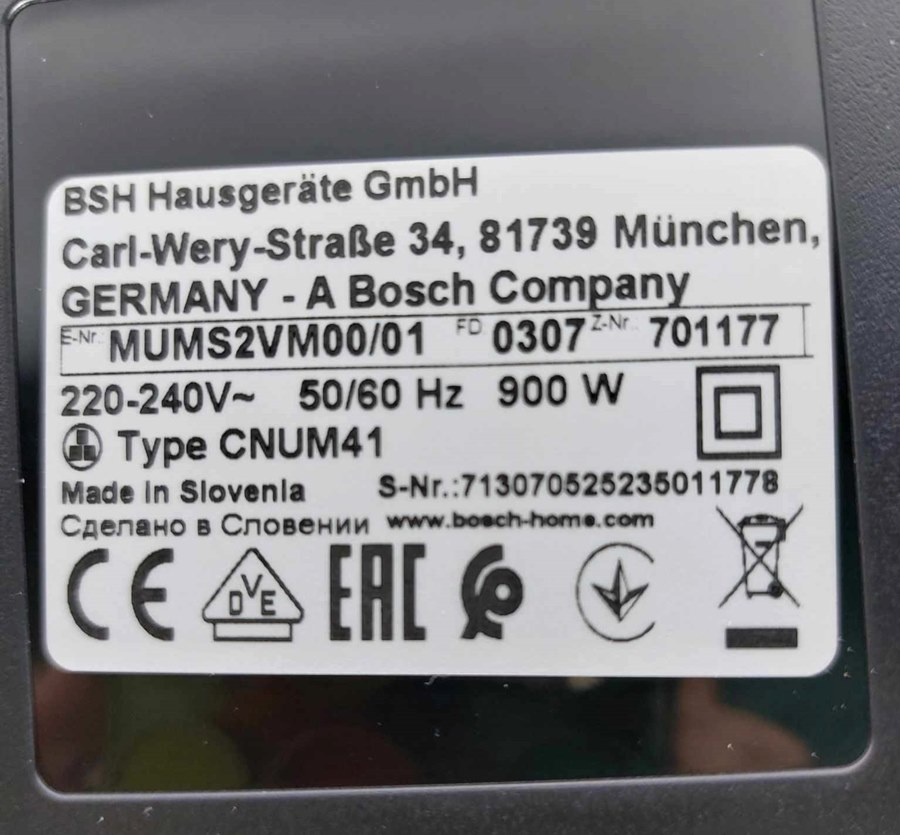 BSH Hausgeräte GmbH
Carl-Wery-Straße 34, 81739 München,
GERMANY - A Bosch Company
E-Nr. MUMS2VM00/01 FD 0307 Z-Nr. 701177
220-240V~ 50/60 Hz 900 W
Type CNUM41
Made in Slovenia S-Nr.:713070525235011778
Сделано в Словении www.bosch-home.com
CE DVE EAC